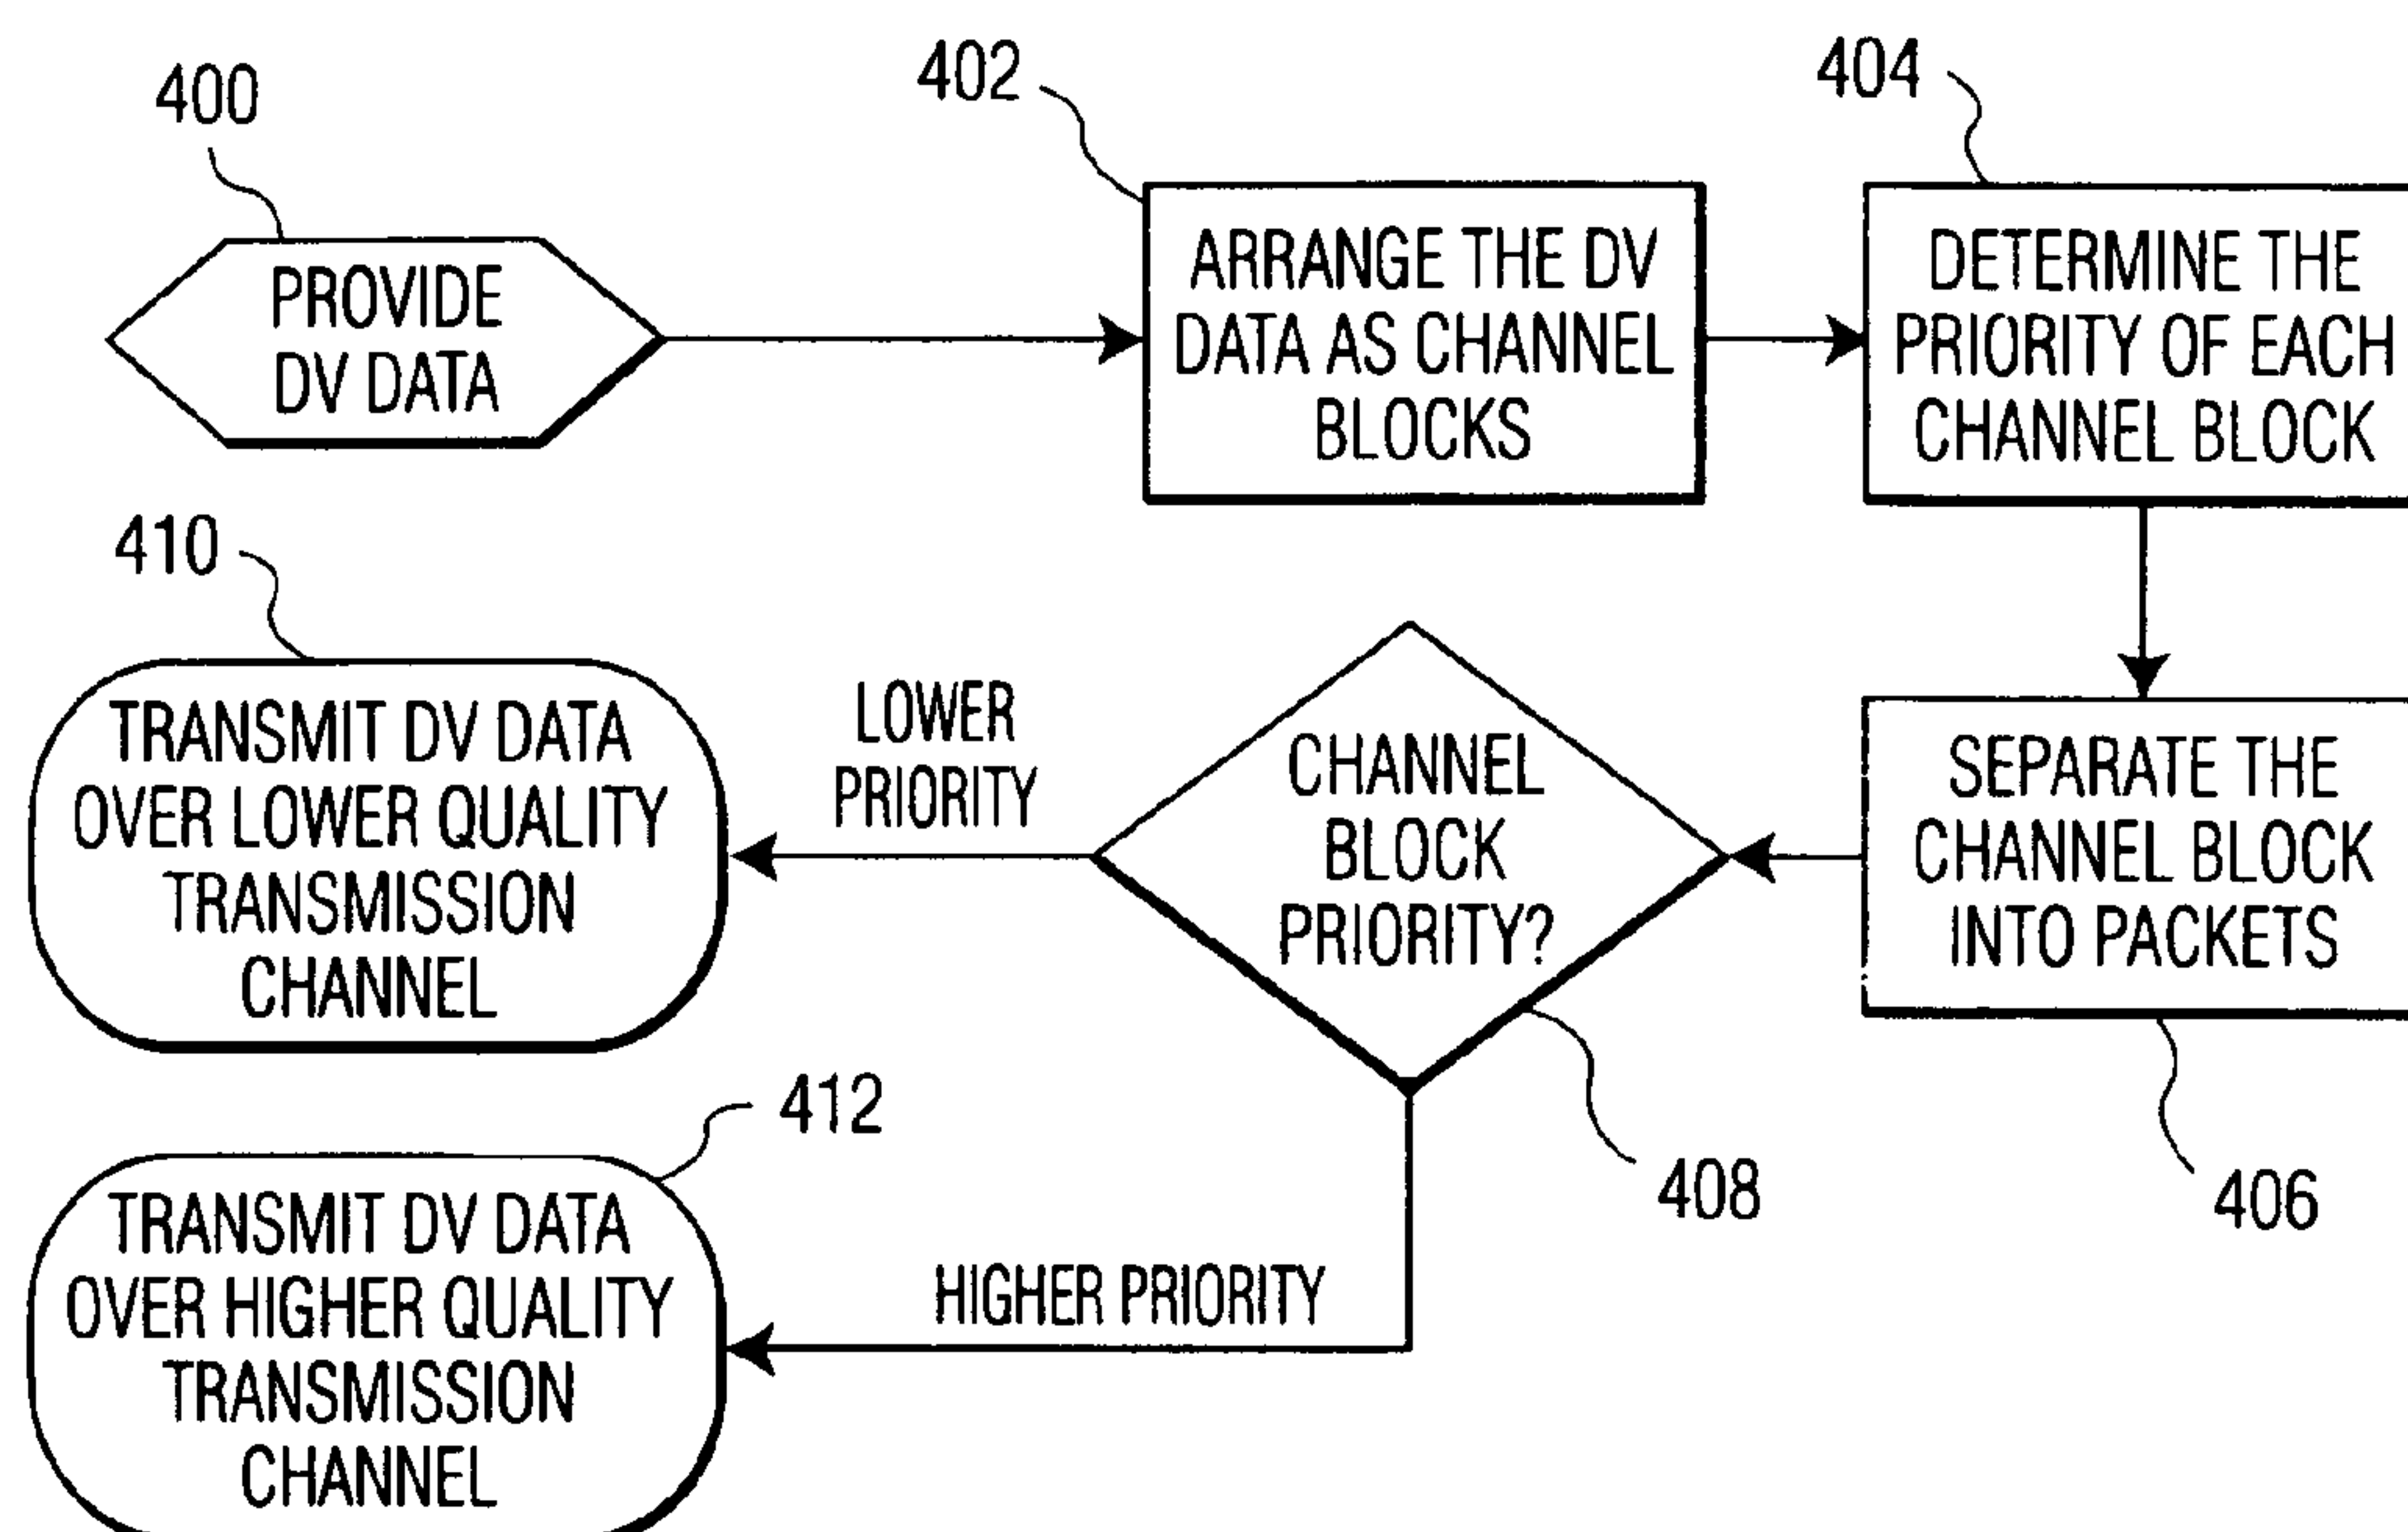 400
PROVIDE
DV DATA
402
ARRANGE THE DV
DATA AS CHANNEL
BLOCKS
404
DETERMINE THE
PRIORITY OF EACH
CHANNEL BLOCK
SEPARATE THE
CHANNEL BLOCK
INTO PACKETS
406
CHANNEL
BLOCK
PRIORITY?
408
LOWER
PRIORITY
410
TRANSMIT DV DATA
OVER LOWER QUALITY
TRANSMISSION
CHANNEL
HIGHER PRIORITY
412
TRANSMIT DV DATA
OVER HIGHER QUALITY
TRANSMISSION
CHANNEL